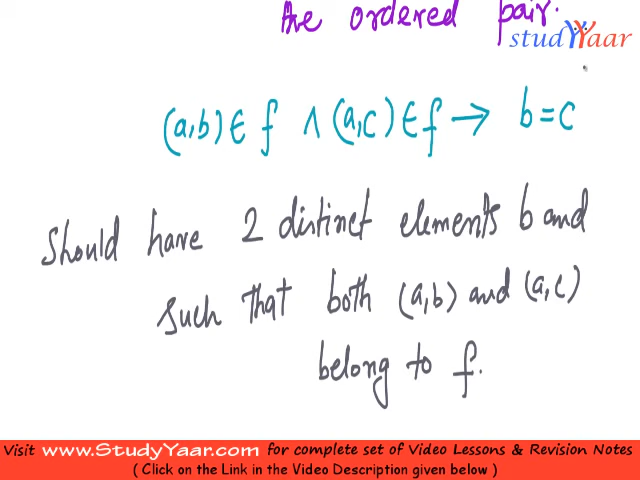 the ordered pair.
studYYaar
(a,b) ∈ f ∧ (a,c) ∈ f → b=c
Should have 2 distinct elements b and
such that both (a,b) and (a,c)
belong to f.
Visit www.StudyYaar.com for complete set of Video Lessons & Revision Notes
( Click on the Link in the Video Description given below )